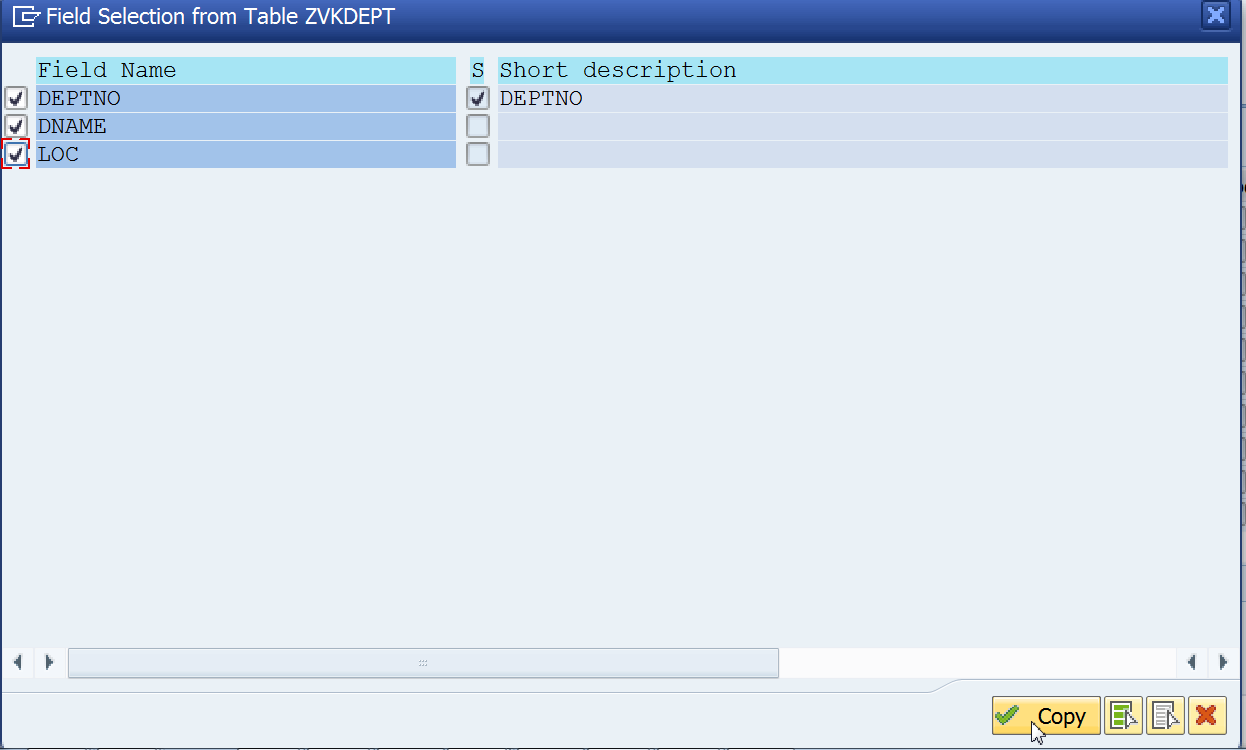 Field Selection from Table ZVKDEPT
Field Name S Short description
DEPTNO DEPTNO
DNAME
LOC
Copy